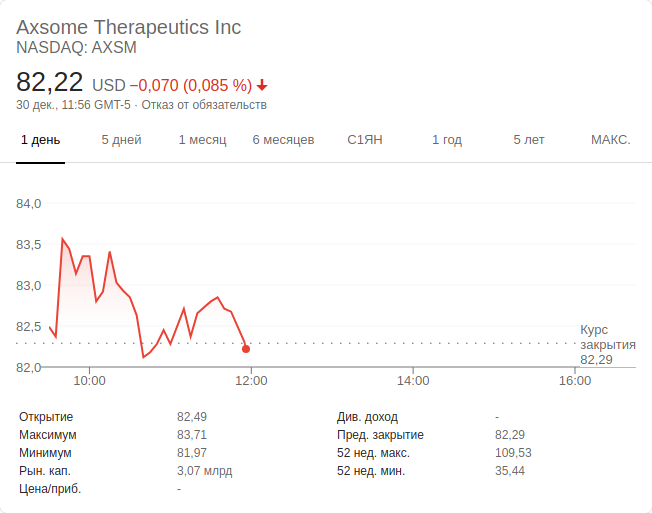 Axsome Therapeutics Inc
NASDAQ: AXSM
82,22 USD −0,070 (0,085 %)
30 дек., 11:56 GMT-5 · Отказ от обязательств
1 день 5 дней 1 месяц 6 месяцев С1ЯН 1 год 5 лет МАКС.
84,0
83,5
83,0
82,5
82,0
Курс
закрытия
82,29
10:00 12:00 14:00 16:00
Открытие 82,49 Див. доход -
Максимум 83,71 Пред. закрытие 82,29
Минимум 81,97 52 нед. макс. 109,53
Рын. кап. 3,07 млрд 52 нед. мин. 35,44
Цена/приб. -